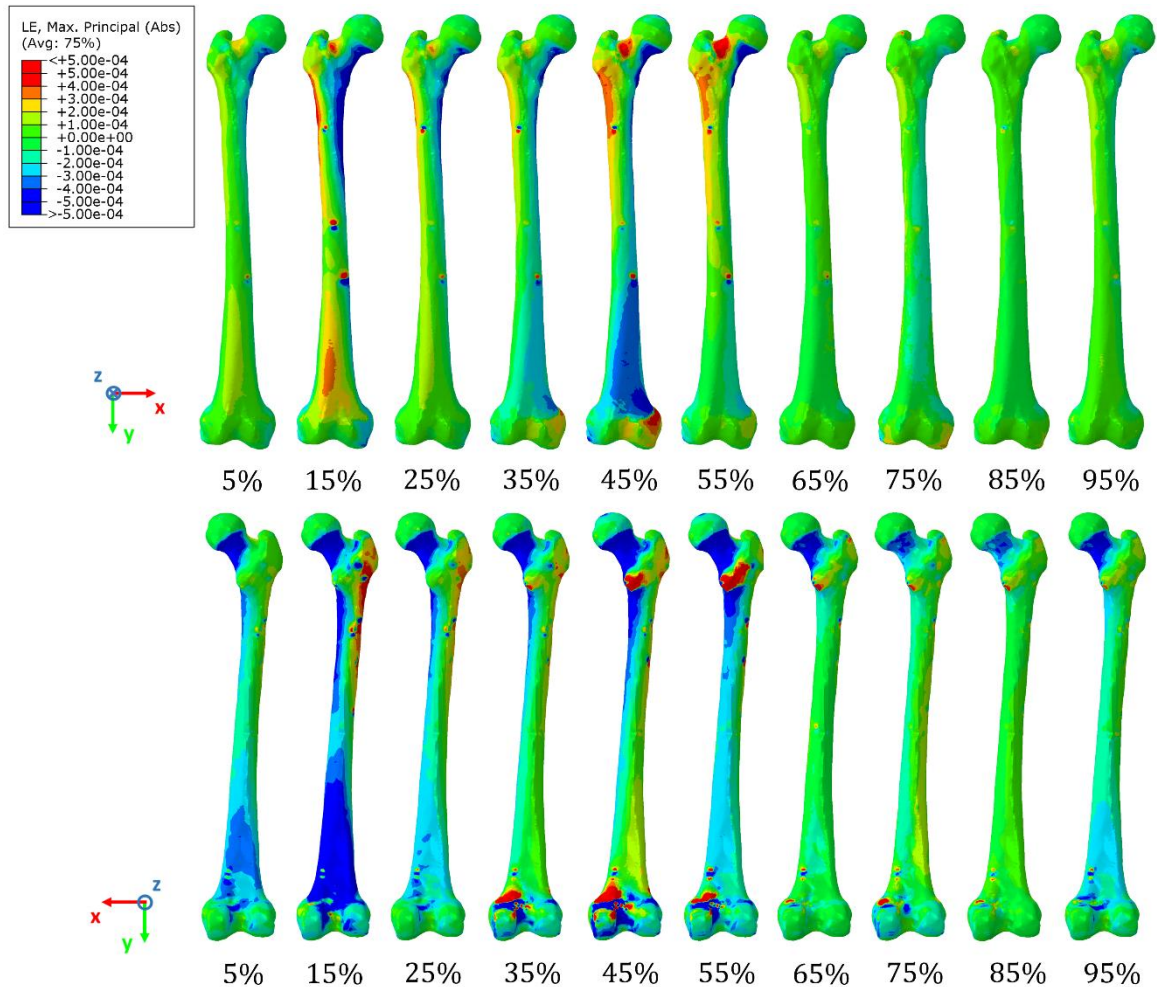 LE, Max. Principal (Abs)
(Avg: 75%)
<+5.00e-04
+5.00e-04
+4.00e-04
+3.00e-04
+2.00e-04
+1.00e-04
+0.00e+00
-1.00e-04
-2.00e-04
-3.00e-04
-4.00e-04
-5.00e-04
>-5.00e-04
z
x
y
5% 15% 25% 35% 45% 55% 65% 75% 85% 95%
z
x
y
5% 15% 25% 35% 45% 55% 65% 75% 85% 95%